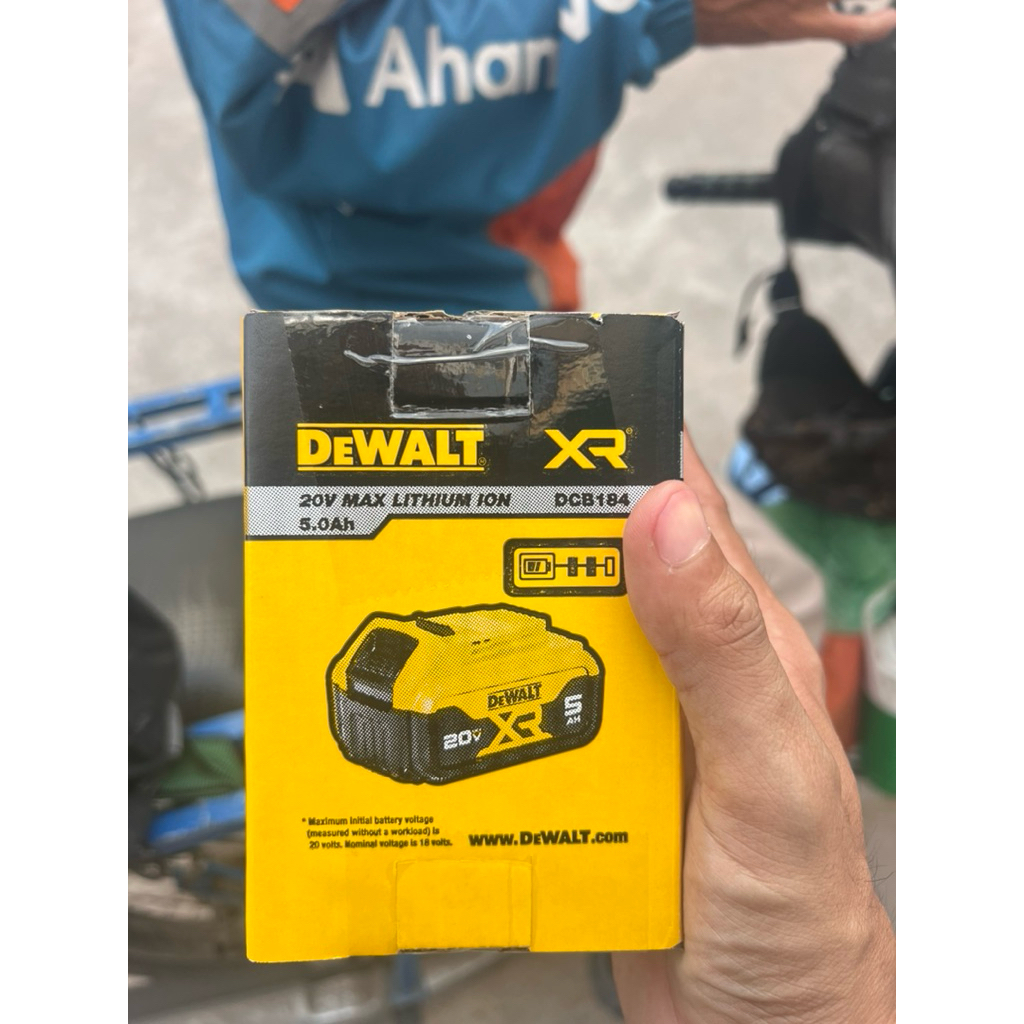 Aham
DEWALT XR
20V MAX LITHIUM ION DCB184
5.0Ah
DEWALT
XR
20V
5
AH
* Maximum initial battery voltage
(measured without a workload) is
20 volts. Nominal voltage is 18 volts.
www.DEWALT.com